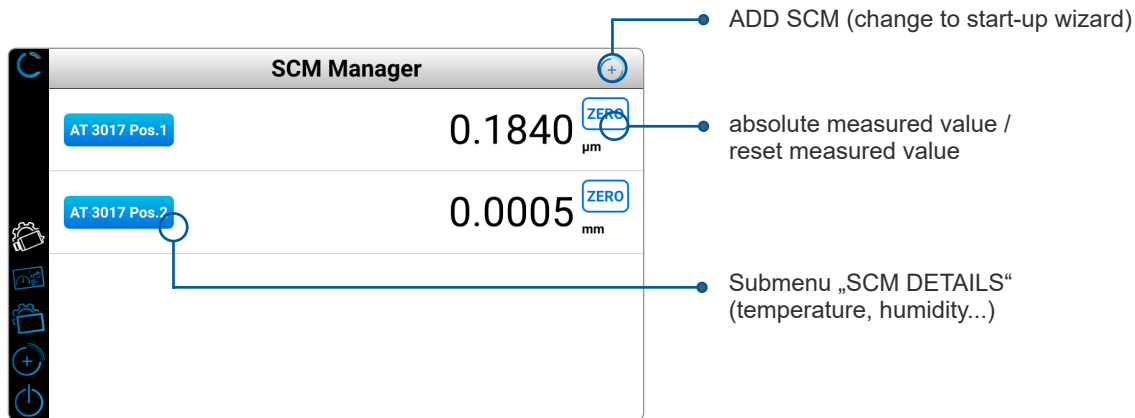 ADD SCM (change to start-up wizard)
SCM Manager
AT 3017 Pos.1
0.1840
ZERO
µm
absolute measured value /
reset measured value
AT 3017 Pos.2
0.0005
ZERO
mm
Submenu „SCM DETAILS“
(temperature, humidity...)